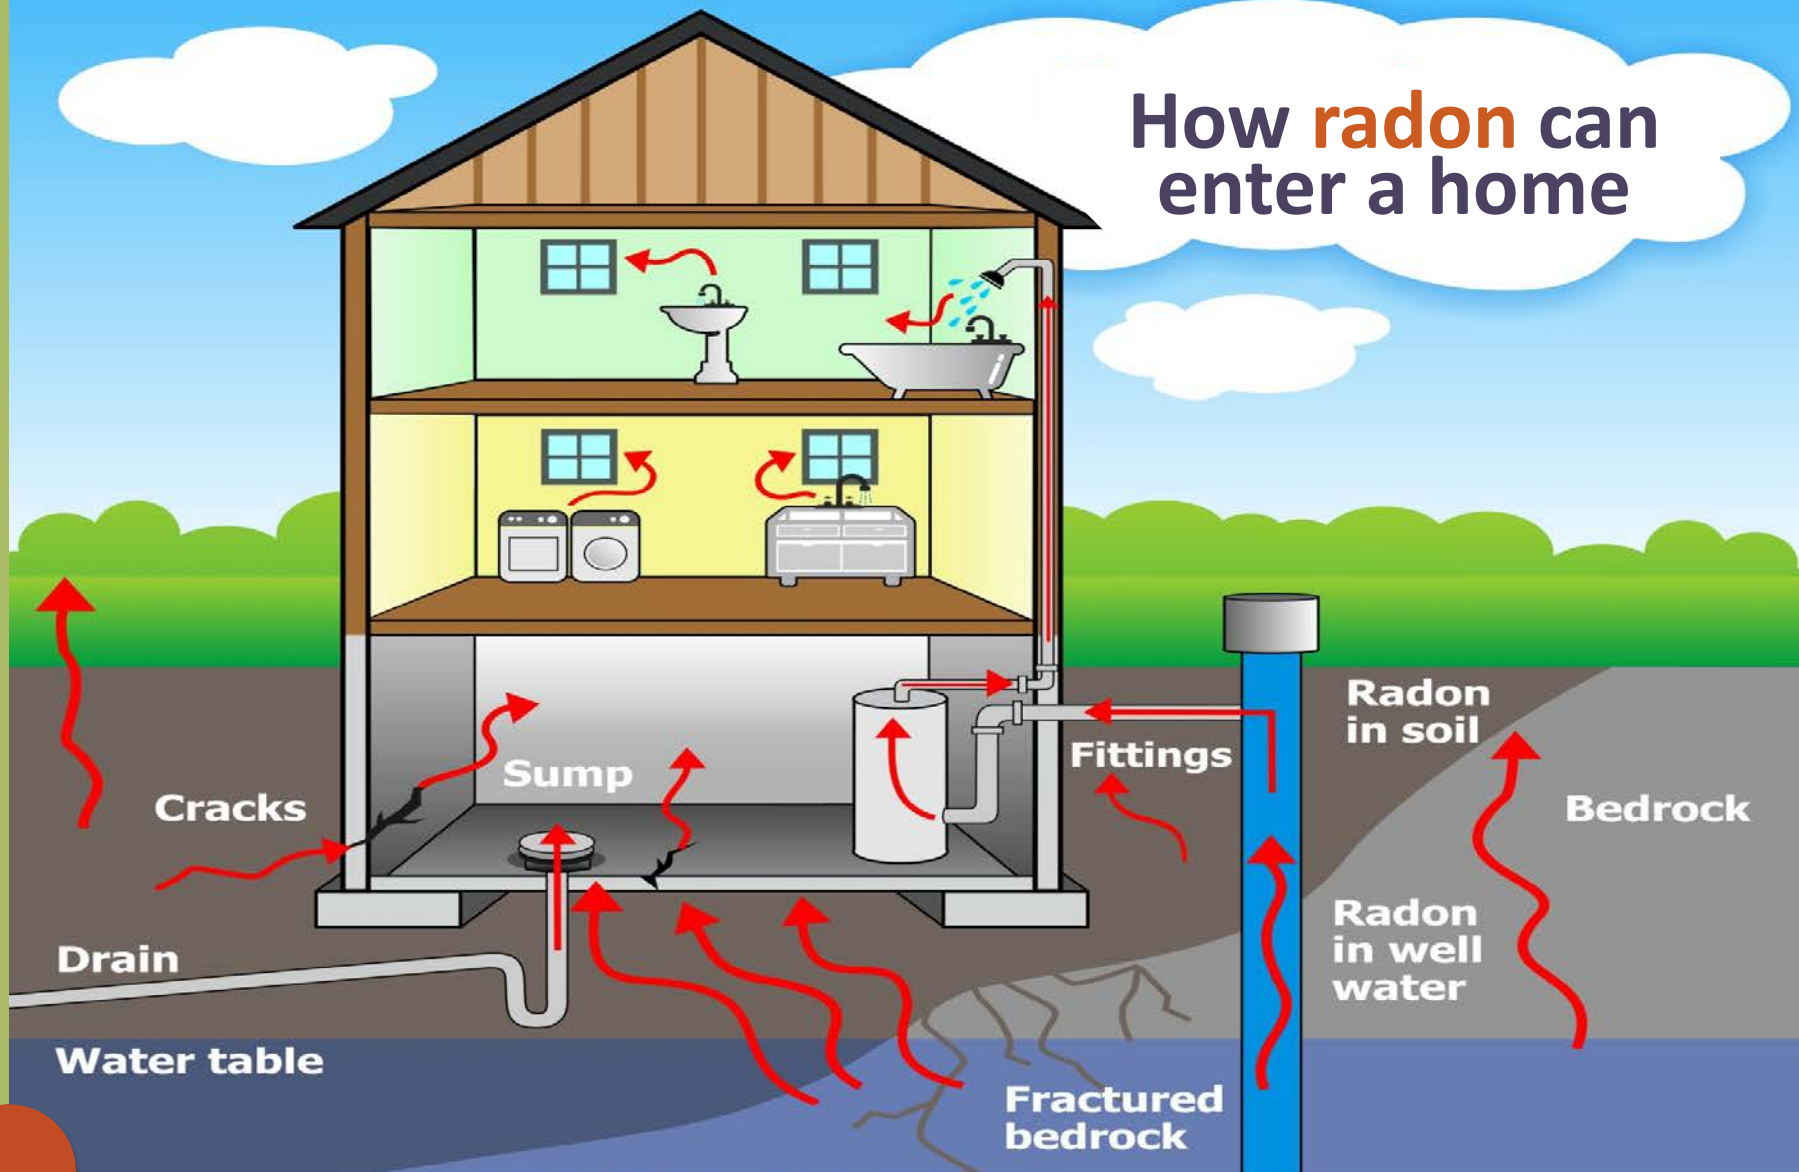 How radon can
enter a home
Radon
in soil
Fittings
Sump
Cracks
Bedrock
Radon
in well
water
Drain
Water table
Fractured
bedrock